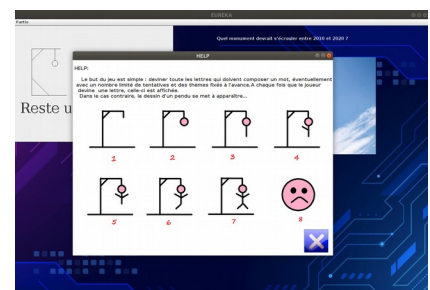 EUREKA
Partie
Quel monument devrait s'écrouler entre 2010 et 2020 ?
HELP
HELP:
Le but du jeu est simple : deviner toute les lettres qui doivent composer un mot, éventuellement
avec un nombre limité de tentatives et des thèmes fixés à l'avance.A chaque fois que le joueur
devine une lettre, celle-ci est affichée.
Dans le cas contraire, le dessin d'un pendu se met à apparaître...
Reste u
1
2
3
4
5
6
7
8